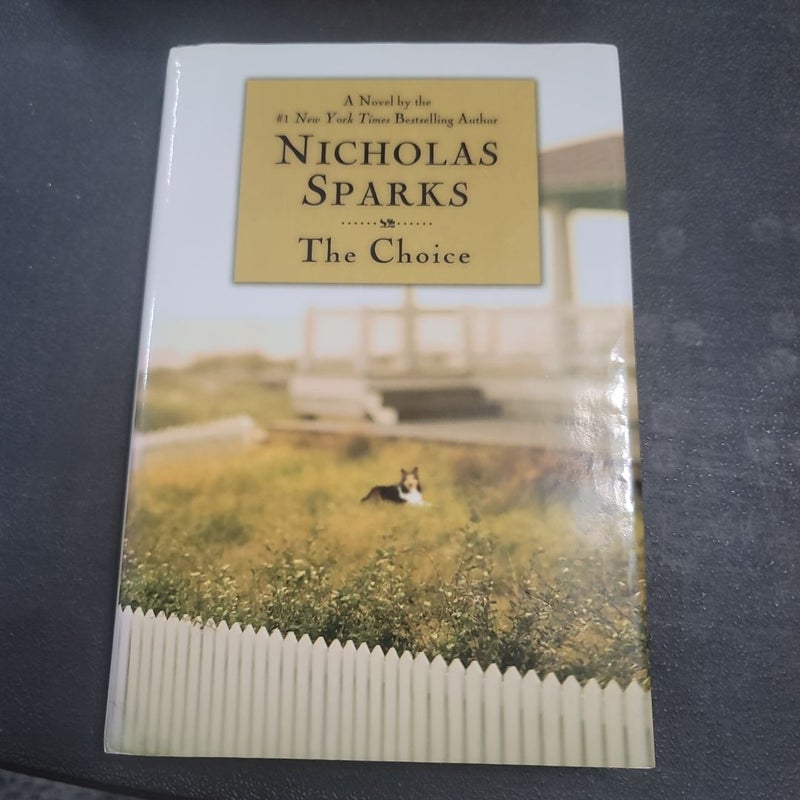 A Novel by the
#1 New York Times Bestselling Author
NICHOLAS
SPARKS
The Choice